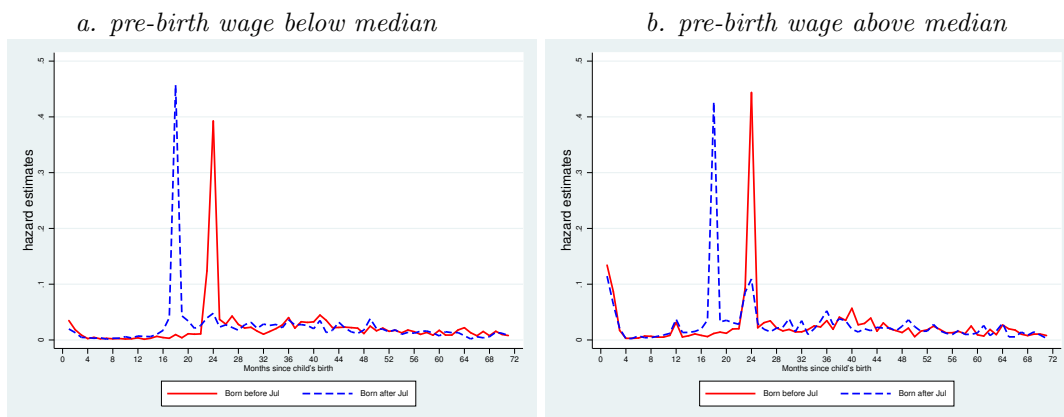 a. pre-birth wage below median
hazard estimates
.5
.4
.3
.2
.1
0
0 4 8 12 16 20 24 28 32 36 40 44 48 52 56 60 64 68 72
Months since child's birth
Born before Jul Born after Jul
b. pre-birth wage above median
hazard estimates
.5
.4
.3
.2
.1
0
0 4 8 12 16 20 24 28 32 36 40 44 48 52 56 60 64 68 72
Months since child's birth
Born before Jul Born after Jul